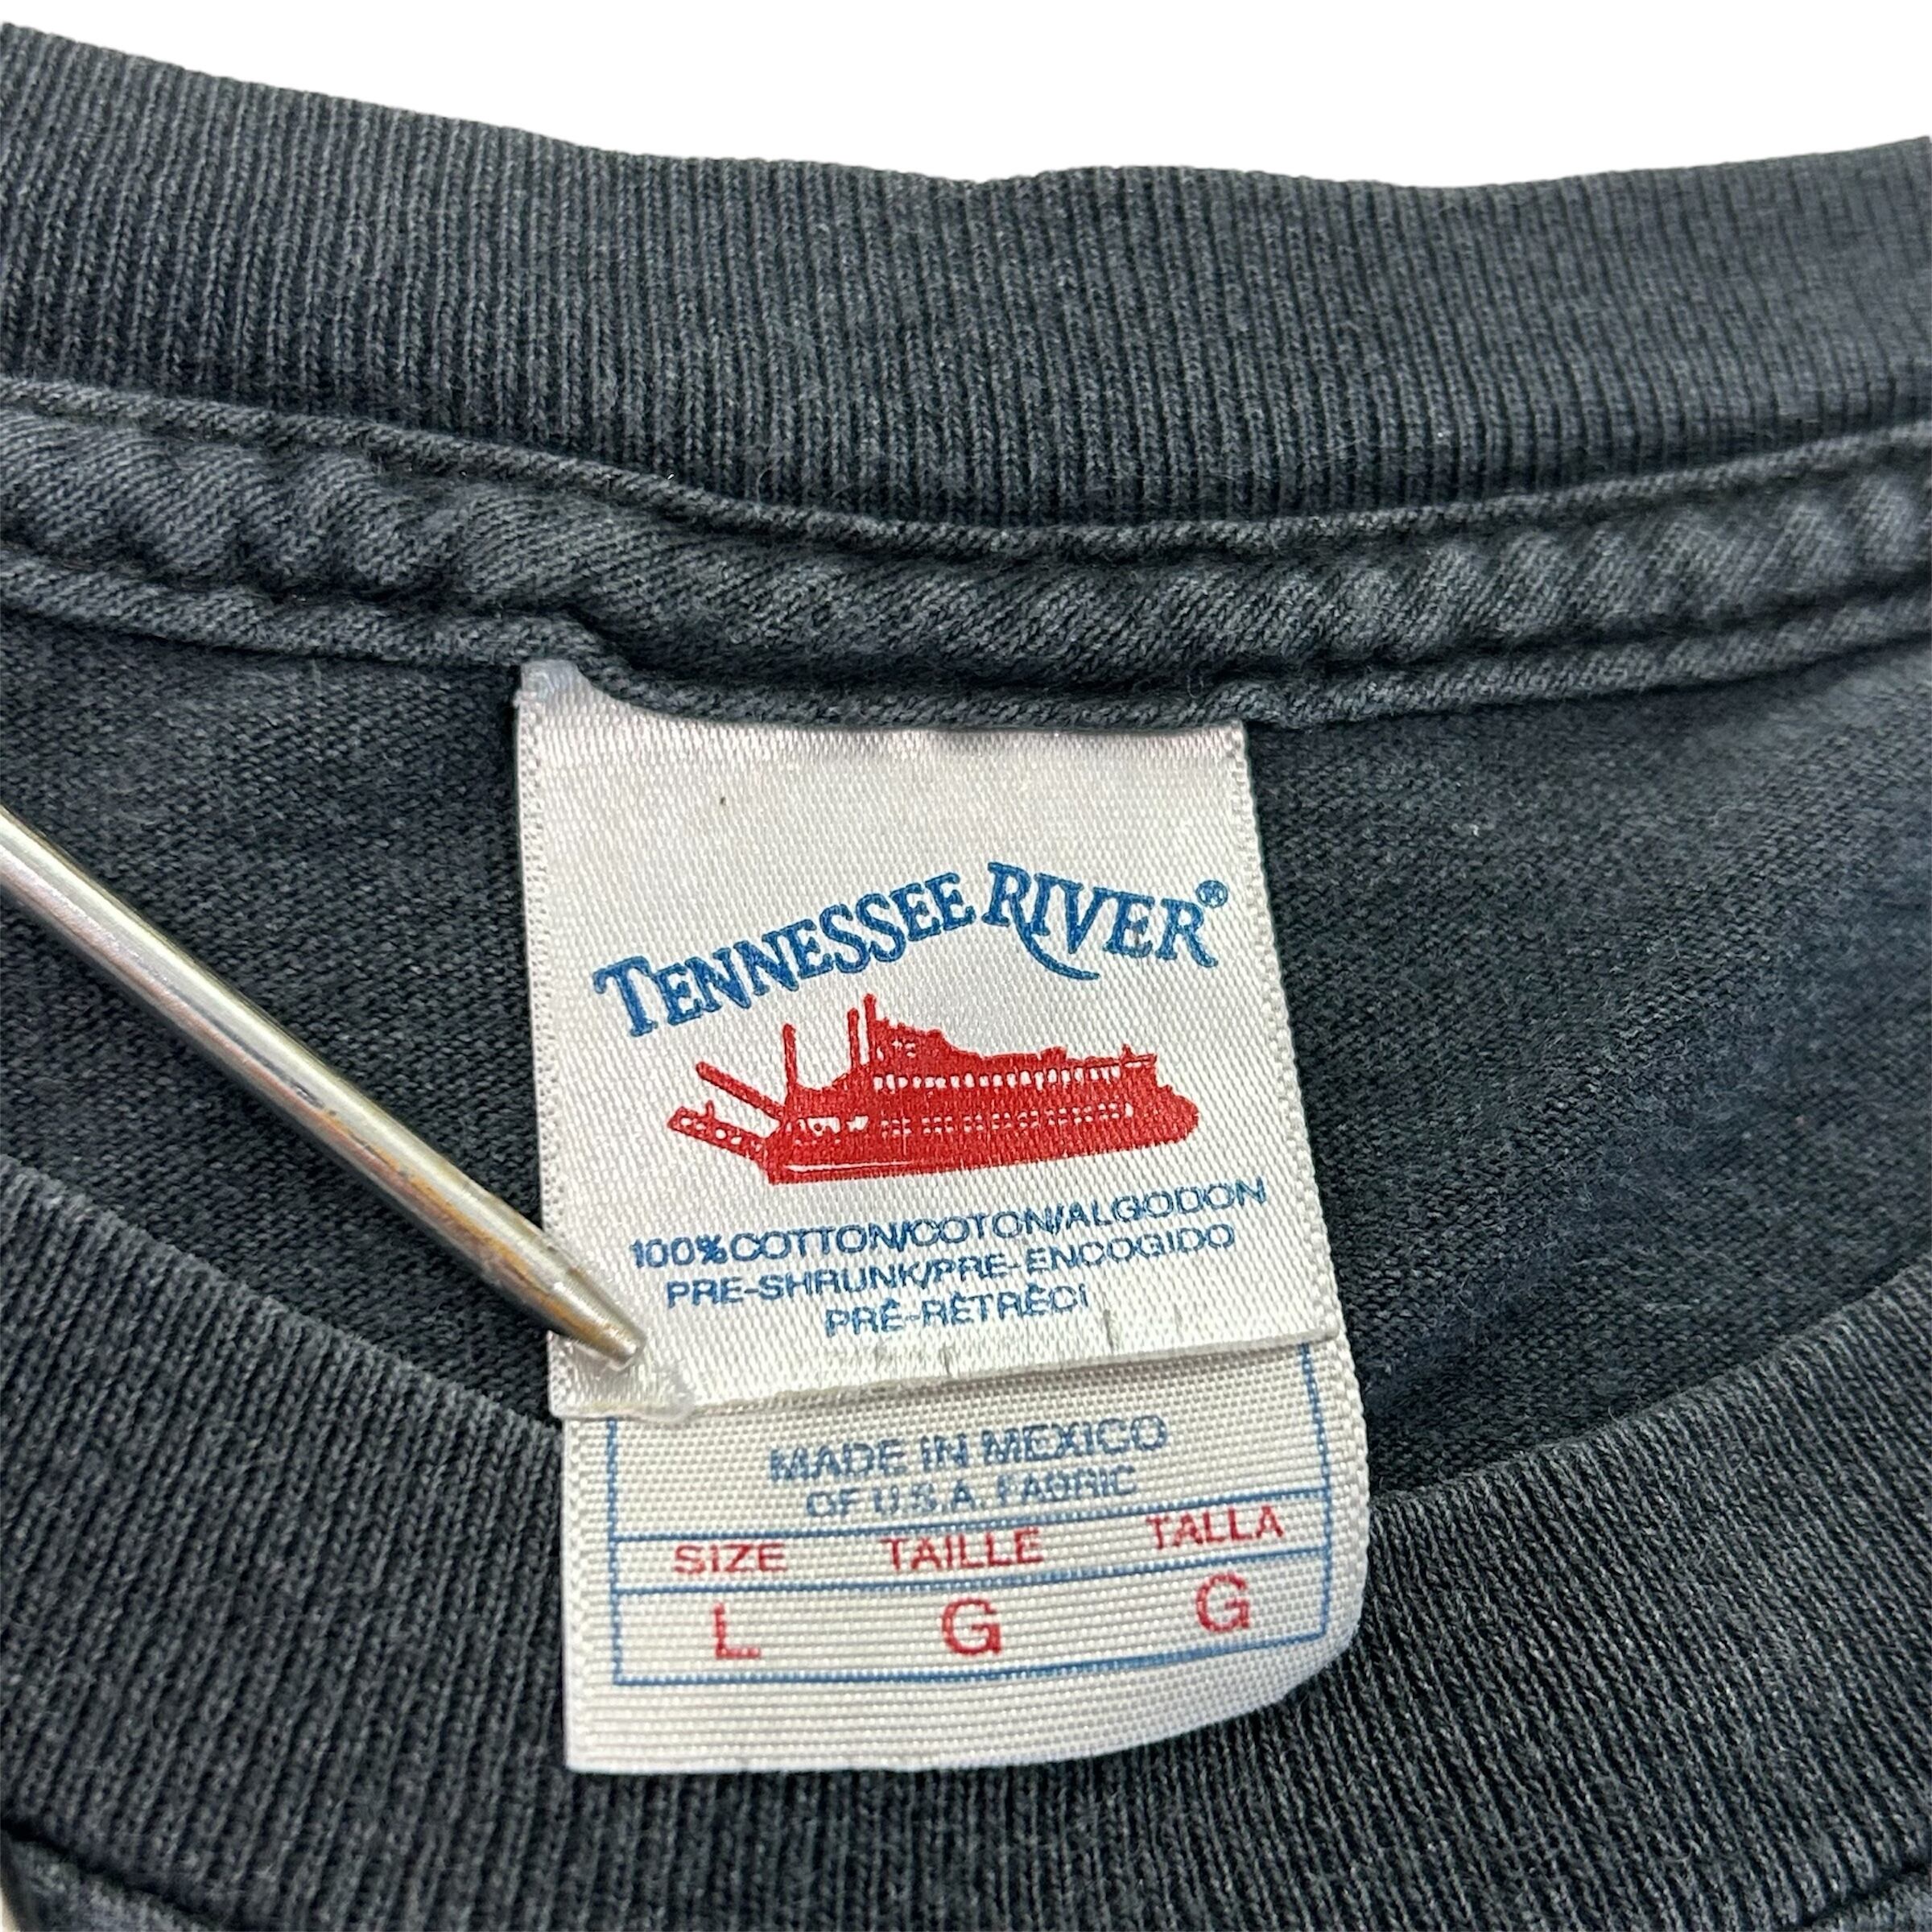 TENNESSEE RIVER®
100% COTTON/COTON/ALGODON
PRE-SHRUNK/PRE-ENCOGIDO
PRÉ-RÉTRÉCI
MADE IN MEXICO
OF U.S.A. FABRIC
SIZE TAILLE TALLA
L G G